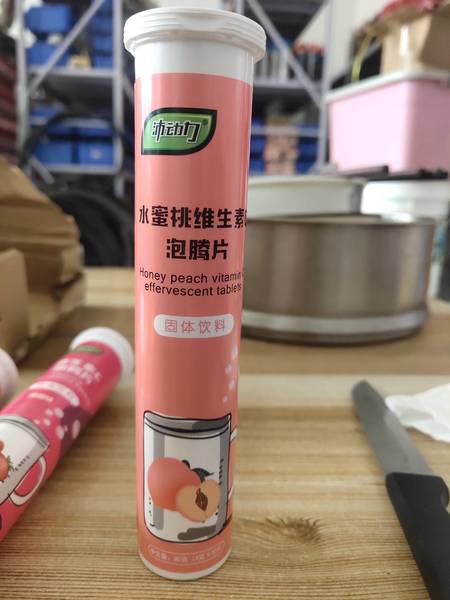 沛动力
水蜜桃维生素
泡腾片
Honey peach vitamin
effervescent tablets
固体饮料